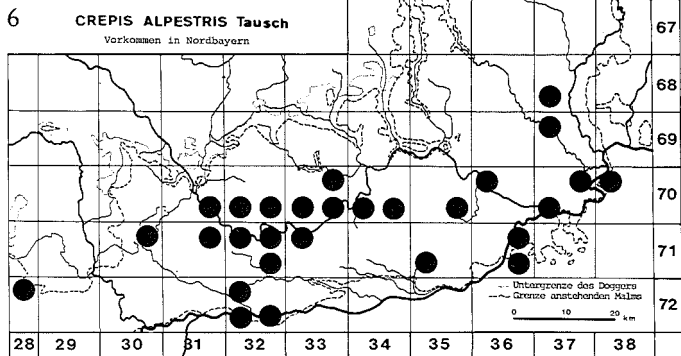 6
CREPIS ALPESTRIS Tausch
Vorkommen in Nordbayern
67
68
69
70
71
72
Untergrenze des Doggers
Grenze anstehenden Malms
0 10 20 km
28 29 30 31 32 33 34 35 36 37 38